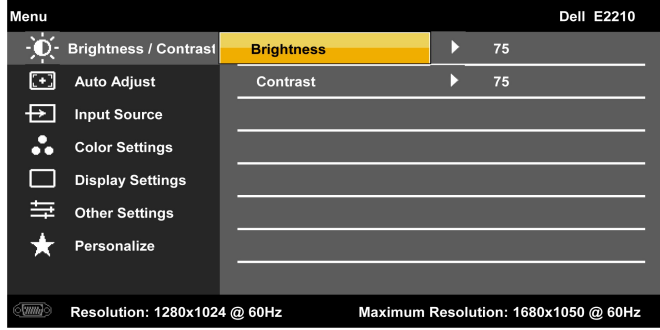 Menu Dell E2210
Brightness / Contrast Brightness 75
Auto Adjust Contrast 75
Input Source
Color Settings
Display Settings
Other Settings
Personalize
Resolution: 1280x1024 @ 60Hz Maximum Resolution: 1680x1050 @ 60Hz